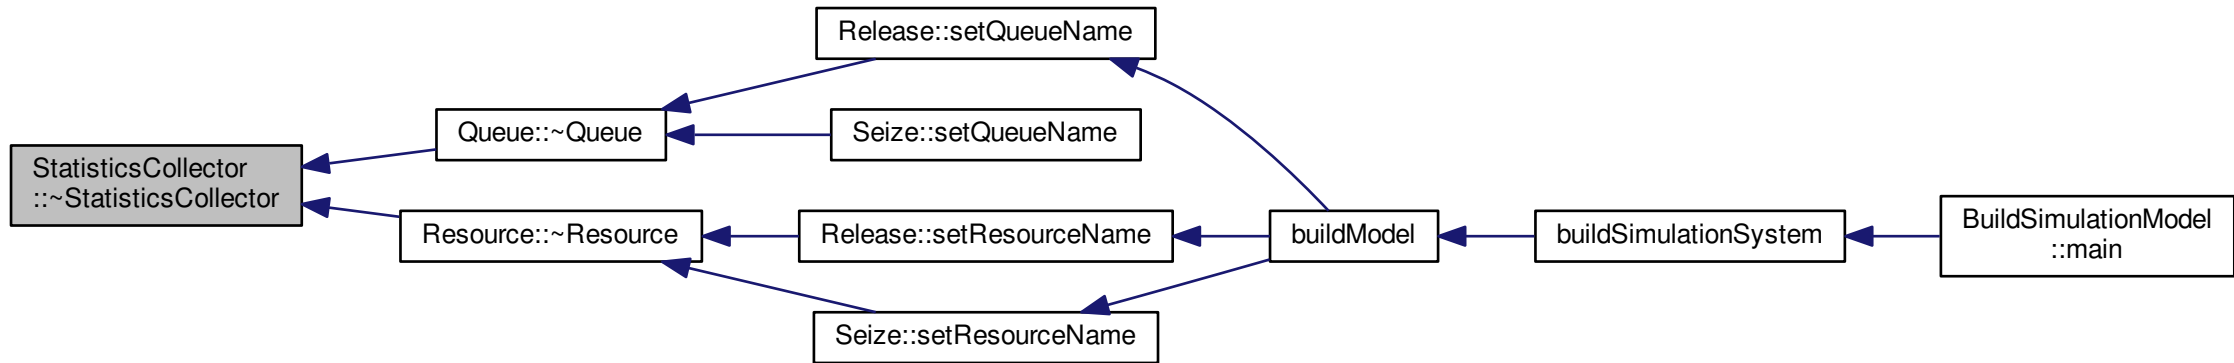 Release::setQueueName
Queue::~Queue
Seize::setQueueName
StatisticsCollector
::~StatisticsCollector
Resource::~Resource
Release::setResourceName
buildModel
buildSimulationSystem
BuildSimulationModel
::main
Seize::setResourceName